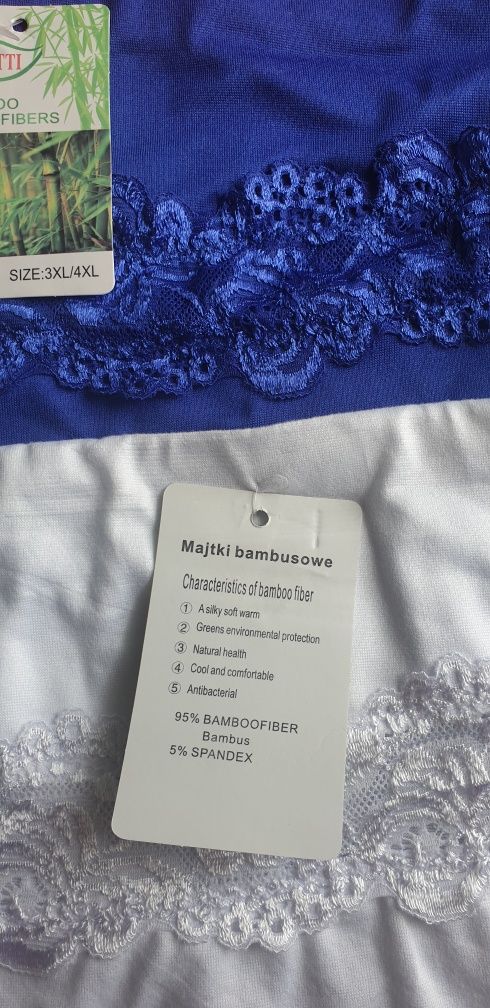 TTI
OO
FIBERS
SIZE:3XL/4XL
Majtki bambusowe
Characteristics of bamboo fiber
① A silky soft warm
② Greens environmental protection
③ Natural health
④ Cool and comfortable
⑤ Antibacterial
95% BAMBOOFIBER
Bambus
5% SPANDEX